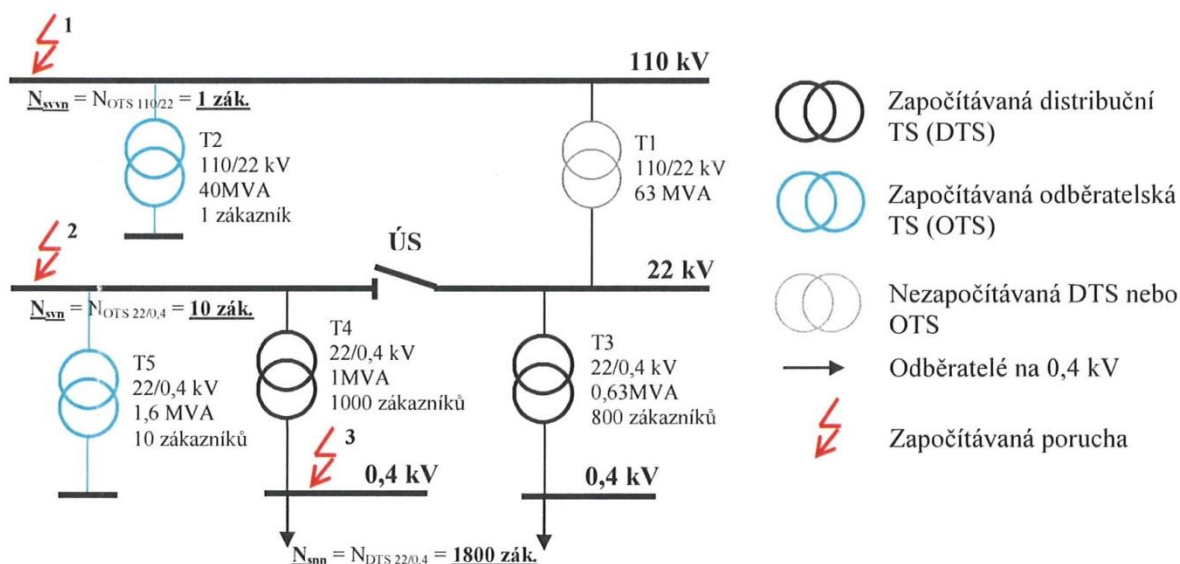 1
110 kV
N_svvn = N_OTS 110/22 = 1 zák.
T2
110/22 kV
40MVA
1 zákazník
T1
110/22 kV
63 MVA
2
ÚS
22 kV
N_svn = N_OTS 22/0,4 = 10 zák.
T5
22/0,4 kV
1,6 MVA
10 zákazníků
T4
22/0,4 kV
1MVA
1000 zákazníků
T3
22/0,4 kV
0,63MVA
800 zákazníků
3
0,4 kV
0,4 kV
N_snn = N_DTS 22/0,4 = 1800 zák.
Započítávaná distribuční
TS (DTS)
Započítávaná odběratelská
TS (OTS)
Nezapočítávaná DTS nebo
OTS
Odběratelé na 0,4 kV
Započítávaná porucha